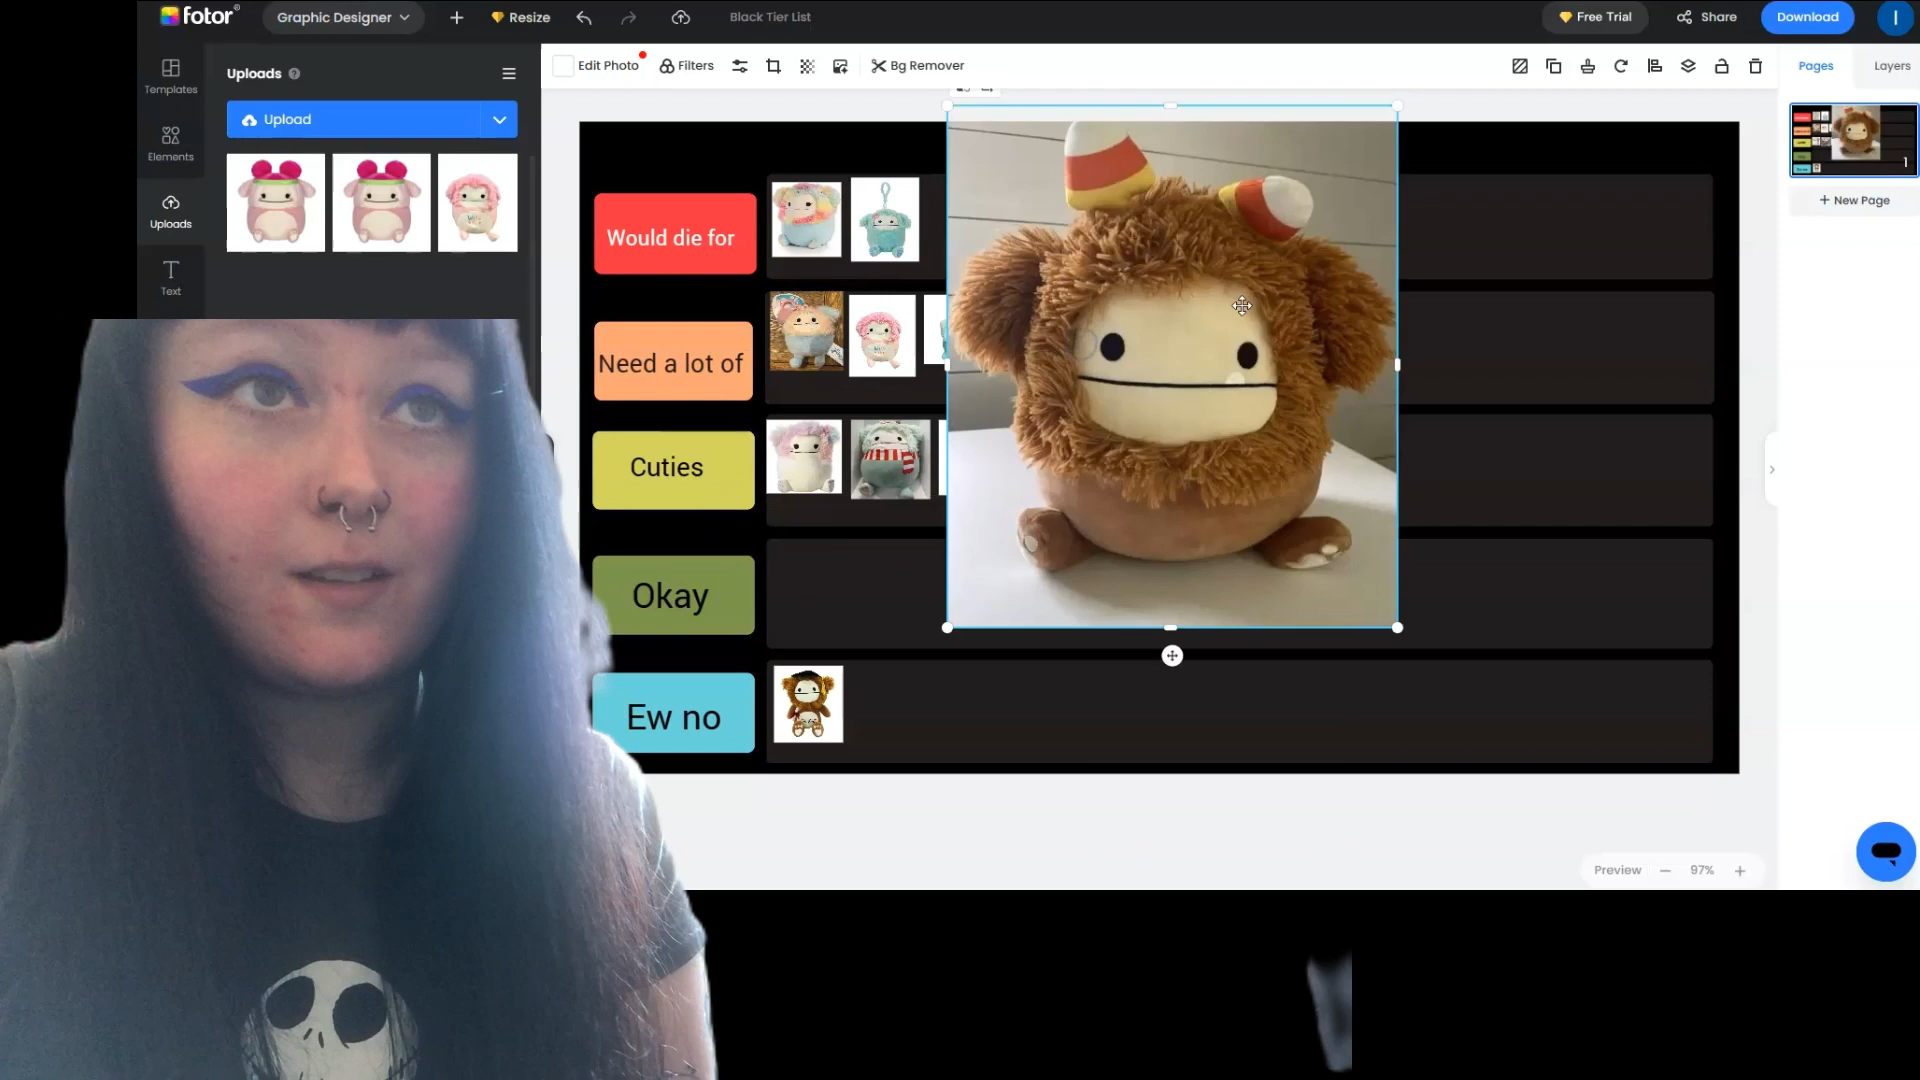 fotor
Graphic Designer
Resize
Black Tier List
Free Trial
Share
Download
I
Templates
Uploads
Edit Photo
Filters
Bg Remover
Pages
Layers
Upload
Elements
Uploads
Text
1
+ New Page
Would die for
Need a lot of
Cuties
Okay
Ew no
Preview
97%